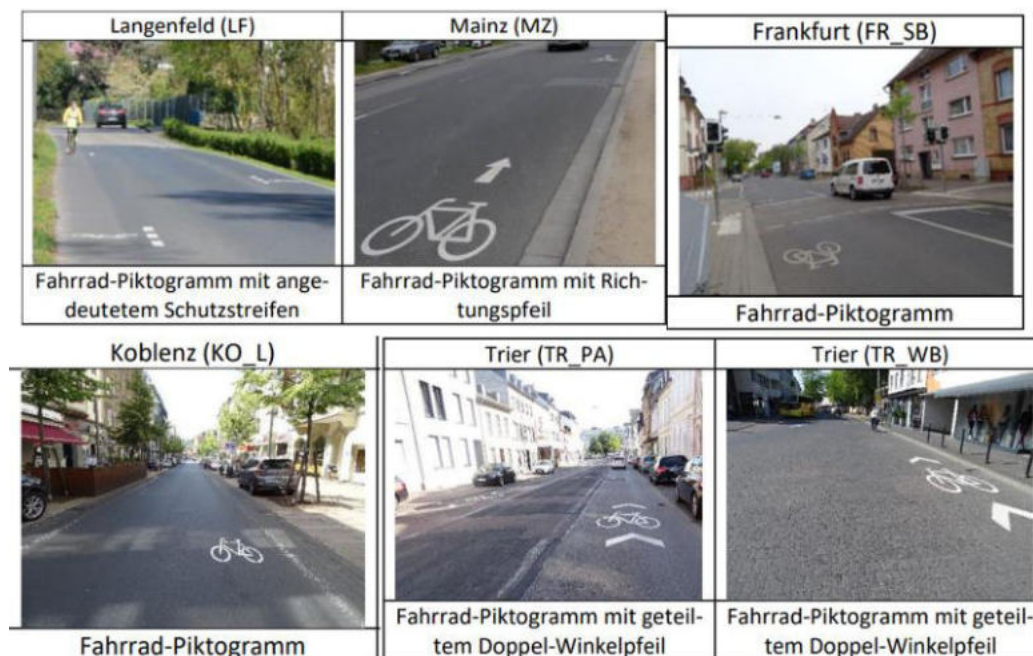 Langenfeld (LF)
Mainz (MZ)
Frankfurt (FR_SB)
Fahrrad-Piktogramm mit ange-
deutetem Schutzstreifen
Fahrrad-Piktogramm mit Rich-
tungspfeil
Fahrrad-Piktogramm
Koblenz (KO_L)
Trier (TR_PA)
Trier (TR_WB)
Fahrrad-Piktogramm
Fahrrad-Piktogramm mit geteil-
tem Doppel-Winkelpfeil
Fahrrad-Piktogramm mit geteil-
tem Doppel-Winkelpfeil